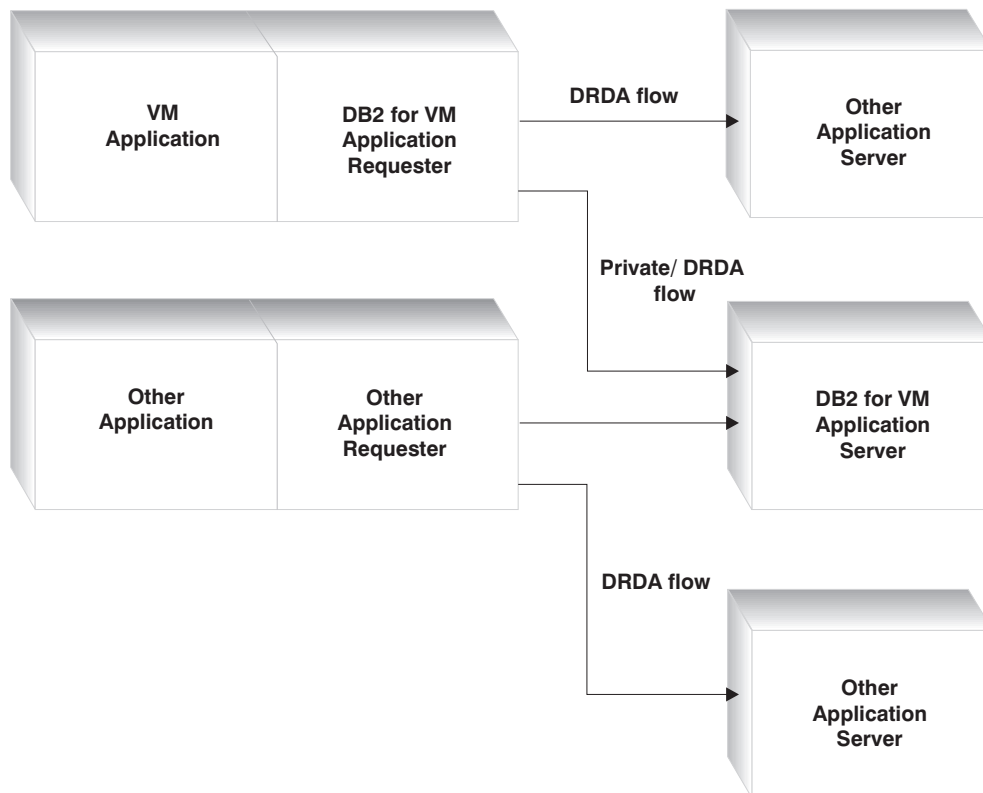 VM
Application
DB2 for VM
Application
Requester
DRDA flow
Other
Application
Server
Private/ DRDA
flow
Other
Application
Other
Application
Requester
DB2 for VM
Application
Server
DRDA flow
Other
Application
Server